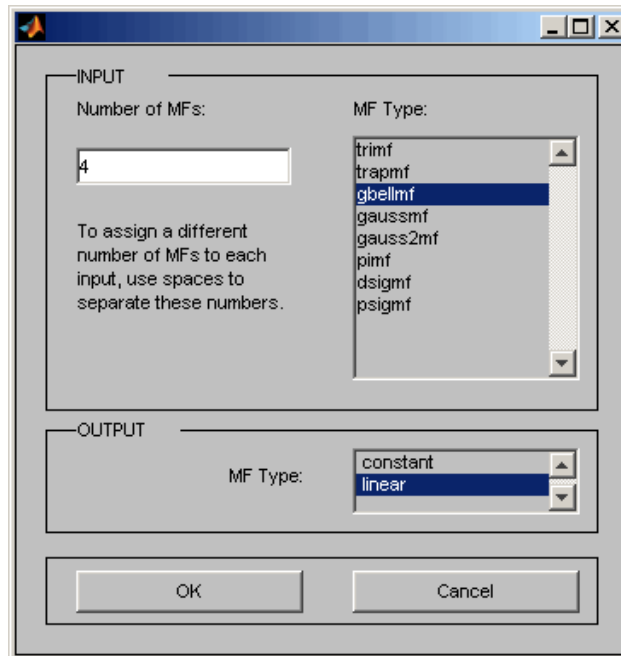 INPUT
Number of MFs:
4
To assign a different
number of MFs to each
input, use spaces to
separate these numbers.
MF Type:
trimf
trapmf
gbellmf
gaussmf
gauss2mf
pimf
dsigmf
psigmf
OUTPUT
MF Type:
constant
linear
OK
Cancel